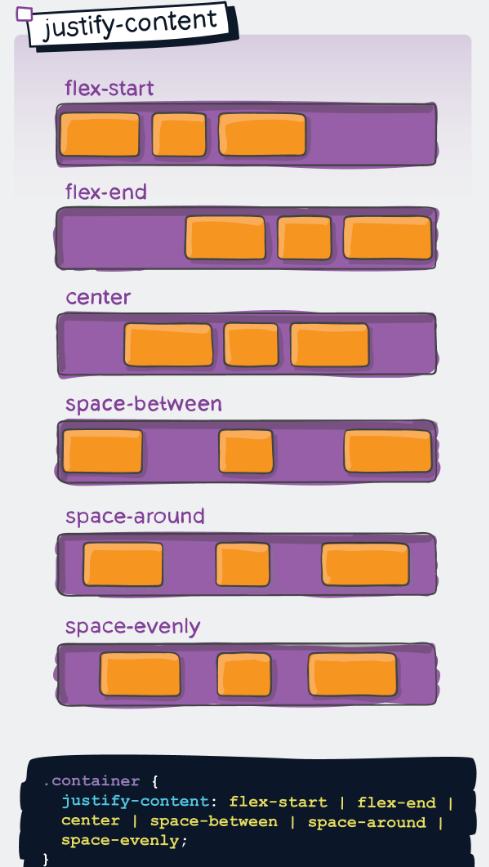 justify-content
flex-start
flex-end
center
space-between
space-around
space-evenly
.container {
justify-content: flex-start | flex-end |
center | space-between | space-around |
space-evenly;
}